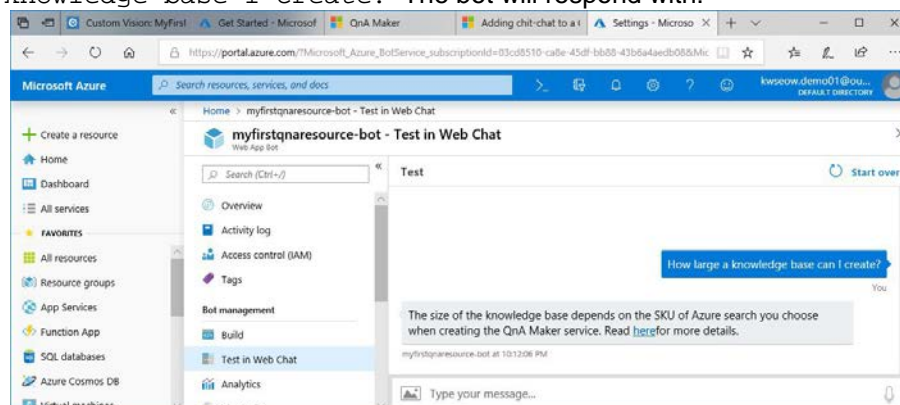 knowledge base I create? The bot will respond with:
Custom Vision: MyFirst
Get Started - Microsof
QnA Maker
Adding chit-chat to a
Settings - Microso
https://portal.azure.com/?Microsoft_Azure_BotService_subscriptionId=03cd8510-ca8e-45df-bb88-43b6a4aedb08&Mic
Microsoft Azure
Search resources, services, and docs
kwseow.demo01@ou...
DEFAULT DIRECTORY
Home > myfirstqnaresource-bot - Test in Web Chat
Create a resource
Home
Dashboard
All services
FAVORITES
All resources
Resource groups
App Services
Function App
SQL databases
Azure Cosmos DB
myfirstqnaresource-bot - Test in Web Chat
Web App Bot
Search (Ctrl+/)
Overview
Activity log
Access control (IAM)
Tags
Bot management
Build
Test in Web Chat
Analytics
Test
Start over
How large a knowledge base can I create?
You
The size of the knowledge base depends on the SKU of Azure search you choose
when creating the QnA Maker service. Read herefor more details.
myfirstqnaresource-bot at 10:12:06 PM
Type your message...